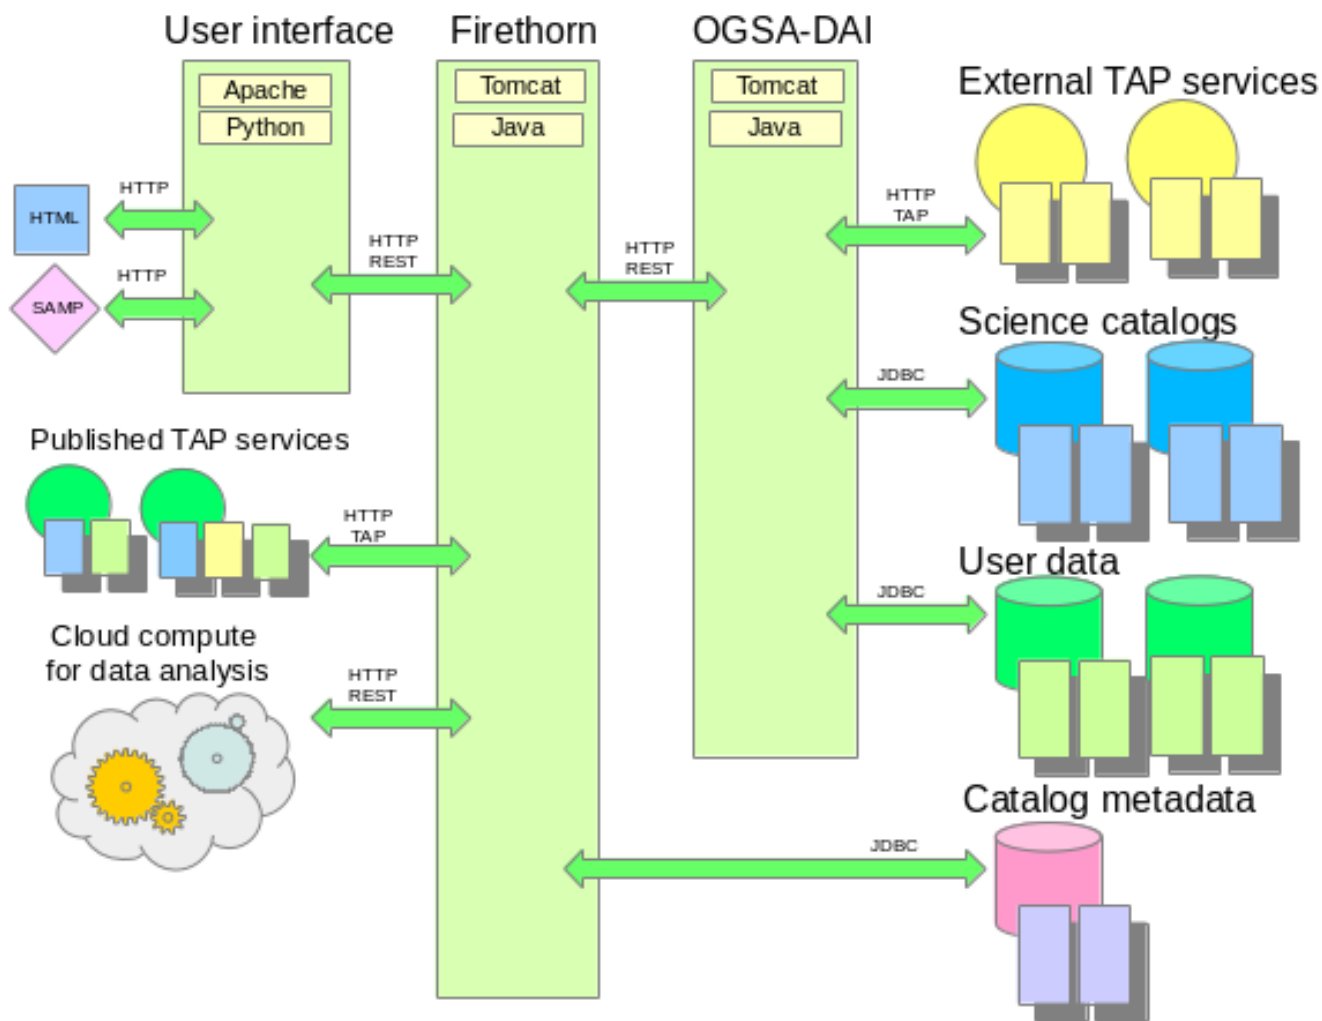 User interface
Firethorn
OGSA-DAI
Apache
Python
Tomcat
Java
Tomcat
Java
External TAP services
HTML
HTTP
SAMP
HTTP
HTTP
REST
HTTP
REST
HTTP
TAP
Science catalogs
JDBC
Published TAP services
HTTP
TAP
User data
JDBC
Cloud compute
for data analysis
HTTP
REST
Catalog metadata
JDBC